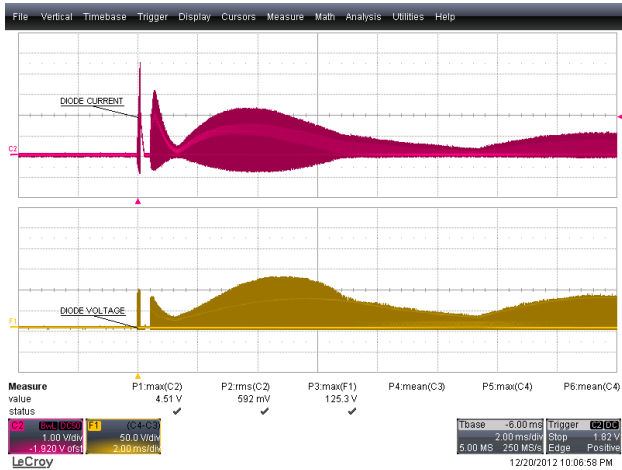 File Vertical Timebase Trigger Display Cursors Measure Math Analysis Utilities Help
DIODE CURRENT
C2
DIODE VOLTAGE
F1
Measure P1:max(C2) P2:rms(C2) P3:max(F1) P4:mean(C3) P5:max(C4) P6:mean(C4)
value 4.51 V 592 mV 125.3 V
status ✓ ✓ ✓
C2 BwL DC50 F1 (C4-C3) Tbase -6.00 ms Trigger C2 DC
1.00 V/div 50.0 V/div 2.00 ms/div Stop 1.82 V
-1.920 V ofst 2.00 ms/div 5.00 MS 250 MS/s Edge Positive
LeCroy 12/20/2012 10:06:58 PM